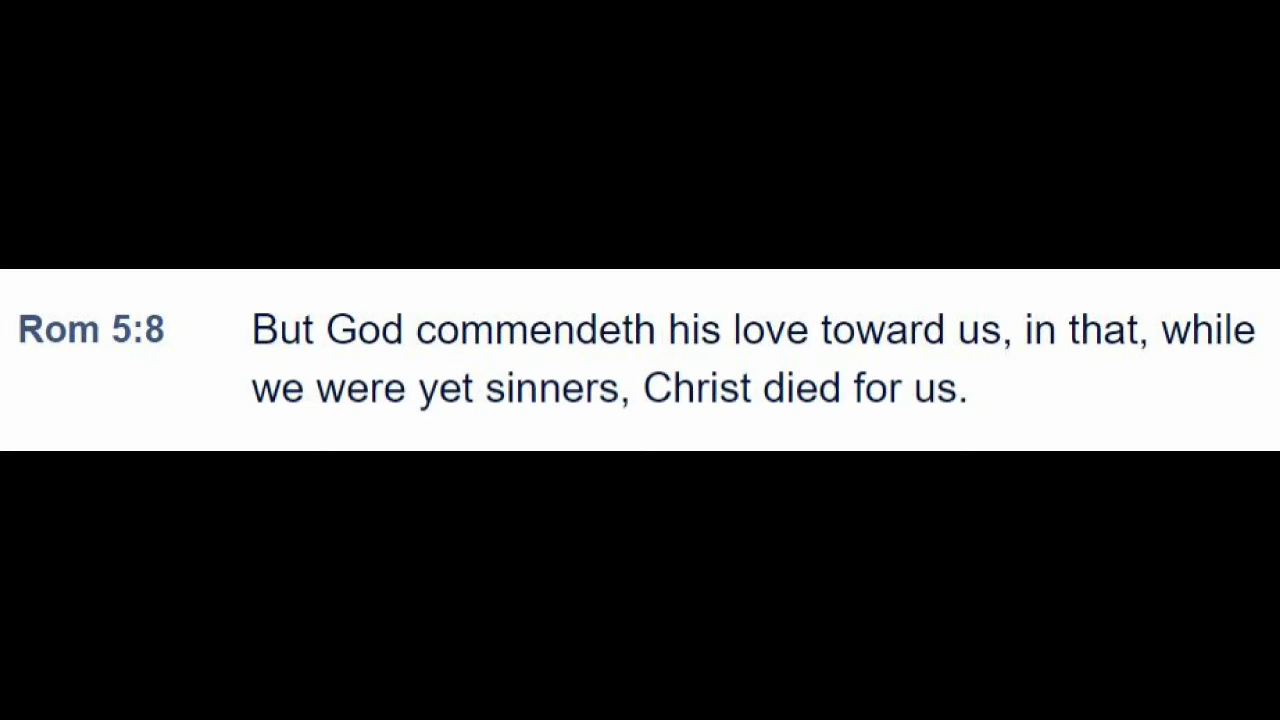 Rom 5:8 But God commendeth his love toward us, in that, while
we were yet sinners, Christ died for us.